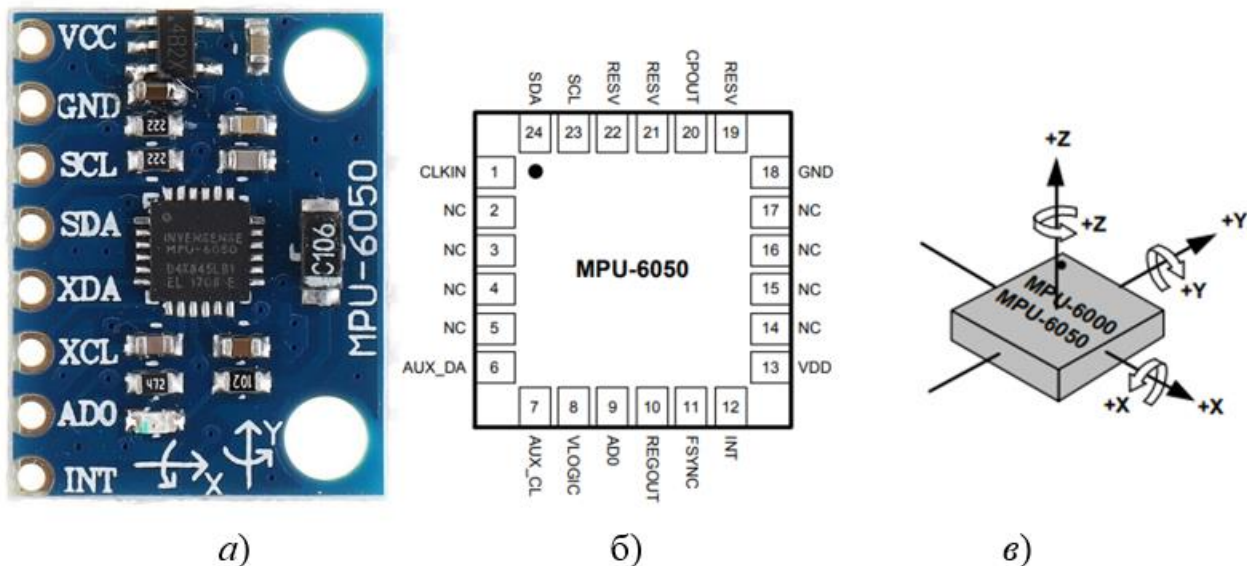 VCC
GND
SCL
SDA
XDA
XCL
AD0
INT
4B2X
222
222
INVENSENSE
MPU-6050
C106
MPU-6050
472
102
X
Y
SDA
SCL
RESV
RESV
CPOUT
RESV
24
23
22
21
20
19
CLKIN 1
18 GND
NC 2
17 NC
NC 3
16 NC
NC 4
15 NC
NC 5
14 NC
AUX_DA 6
13 VDD
MPU-6050
7
8
9
10
11
12
AUX_CL
VLOGIC
AD0
REGOUT
FSYNC
INT
+Z
+Z
+Y
+Y
MPU-6000
MPU-6050
+X
+X
а)
б)
в)